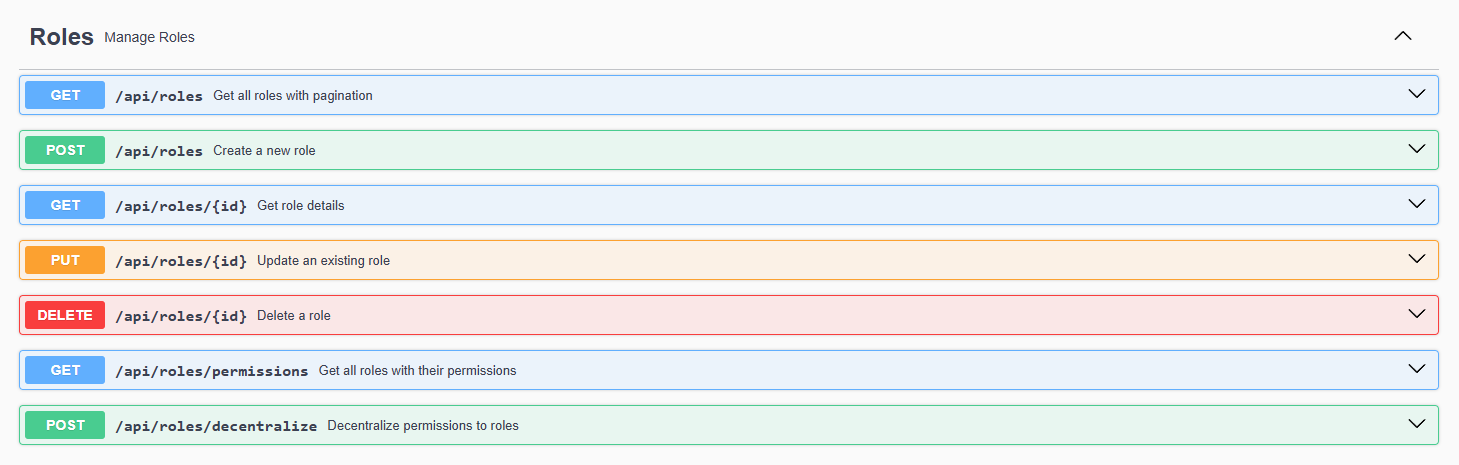 Roles Manage Roles
GET /api/roles Get all roles with pagination
POST /api/roles Create a new role
GET /api/roles/{id} Get role details
PUT /api/roles/{id} Update an existing role
DELETE /api/roles/{id} Delete a role
GET /api/roles/permissions Get all roles with their permissions
POST /api/roles/decentralize Decentralize permissions to roles